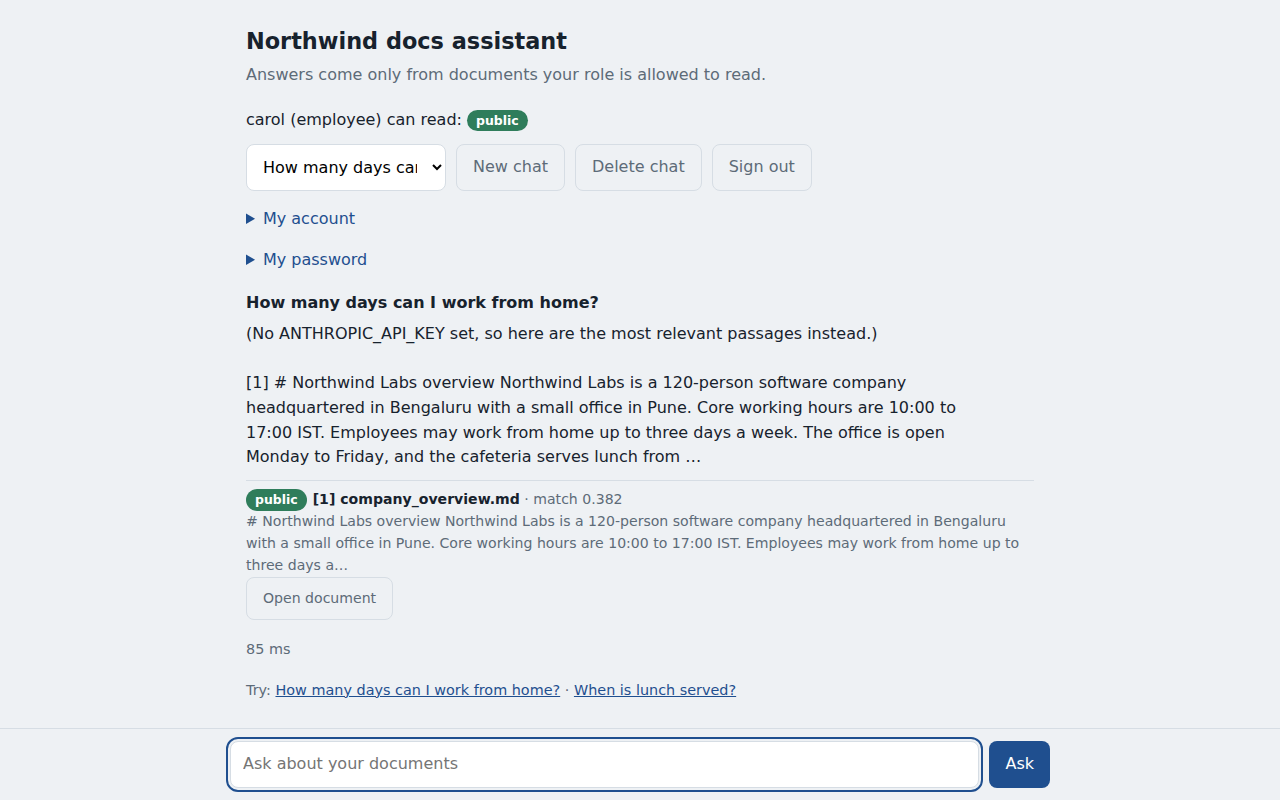 Northwind docs assistant
Answers come only from documents your role is allowed to read.
carol (employee) can read: public
How many days car New chat Delete chat Sign out
My account
My password
How many days can I work from home?
(No ANTHROPIC_API_KEY set, so here are the most relevant passages instead.)
[1] # Northwind Labs overview Northwind Labs is a 120-person software company
headquartered in Bengaluru with a small office in Pune. Core working hours are 10:00 to
17:00 IST. Employees may work from home up to three days a week. The office is open
Monday to Friday, and the cafeteria serves lunch from …
public [1] company_overview.md · match 0.382
# Northwind Labs overview Northwind Labs is a 120-person software company headquartered in Bengaluru
with a small office in Pune. Core working hours are 10:00 to 17:00 IST. Employees may work from home up to
three days a…
Open document
85 ms
Try: How many days can I work from home? · When is lunch served?
Ask about your documents Ask